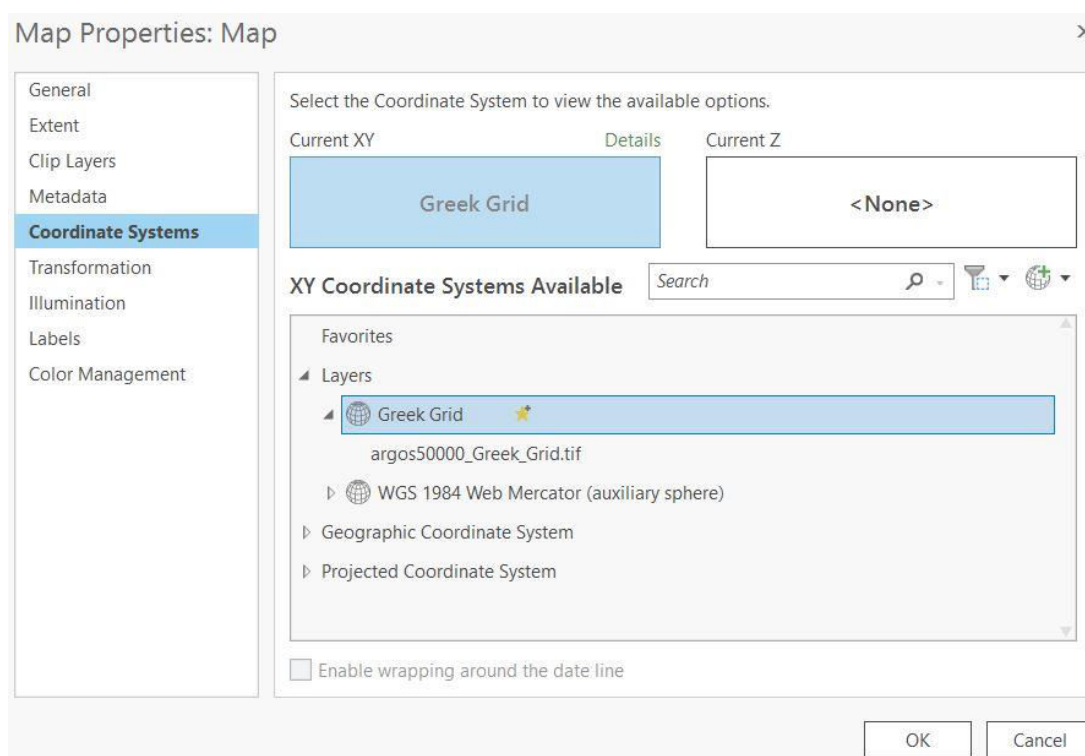 Map Properties: Map
General
Extent
Clip Layers
Metadata
Coordinate Systems
Transformation
Illumination
Labels
Color Management
Select the Coordinate System to view the available options.
Current XY Details Current Z
Greek Grid <None>
XY Coordinate Systems Available Search
Favorites
Layers
Greek Grid
argos50000_Greek_Grid.tif
WGS 1984 Web Mercator (auxiliary sphere)
Geographic Coordinate System
Projected Coordinate System
Enable wrapping around the date line
OK Cancel